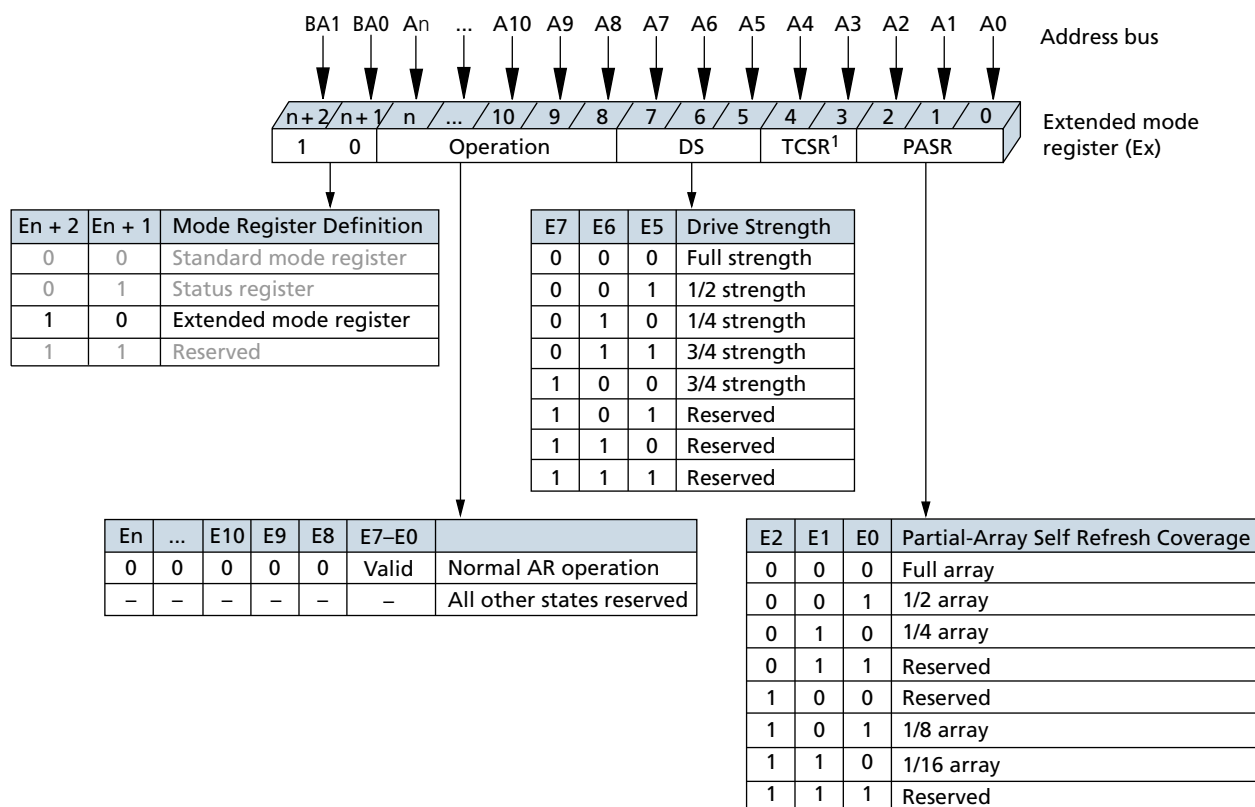 BA1 BA0 An ... A10 A9 A8 A7 A6 A5 A4 A3 A2 A1 A0
Address bus
n + 2 n + 1 n ... 10 9 8 7 6 5 4 3 2 1 0
Extended mode
register (Ex)
1 0 Operation DS TCSR1 PASR
En + 2 En + 1 Mode Register Definition
0 0 Standard mode register
0 1 Status register
1 0 Extended mode register
1 1 Reserved
E7 E6 E5 Drive Strength
0 0 0 Full strength
0 0 1 1/2 strength
0 1 0 1/4 strength
0 1 1 3/4 strength
1 0 0 3/4 strength
1 0 1 Reserved
1 1 0 Reserved
1 1 1 Reserved
En ... E10 E9 E8 E7–E0
0 0 0 0 0 Valid Normal AR operation
– – – – – – All other states reserved
E2 E1 E0 Partial-Array Self Refresh Coverage
0 0 0 Full array
0 0 1 1/2 array
0 1 0 1/4 array
0 1 1 Reserved
1 0 0 Reserved
1 0 1 1/8 array
1 1 0 1/16 array
1 1 1 Reserved